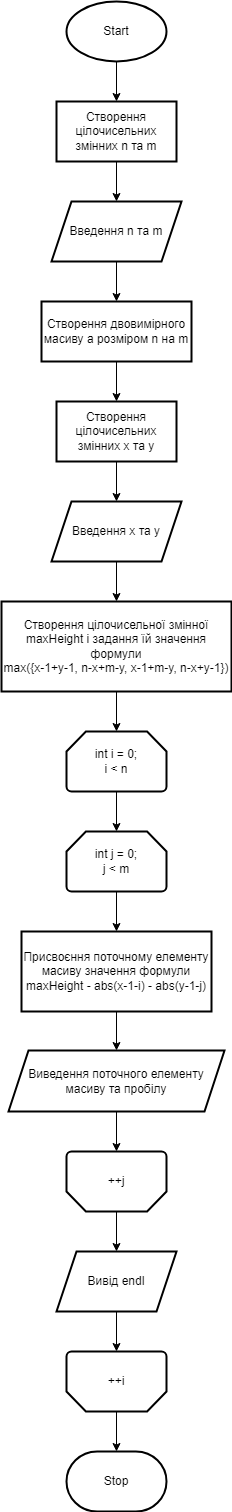 Start
Створення
цілочисельних
змінних n та m
Введення n та m
Створення двовимірного
масиву a розміром n на m
Створення
цілочисельних
змінних x та y
Введення x та y
Створення цілочисельної змінної
maxHeight і задання їй значення
формули
max({x-1+y-1, n-x+m-y, x-1+m-y, n-x+y-1})
int i = 0;
i < n
int j = 0;
j < m
Присвоєння поточному елементу
масиву значення формули
maxHeight - abs(x-1-i) - abs(y-1-j)
Виведення поточного елементу
масиву та пробілу
++j
Вивід endl
++i
Stop